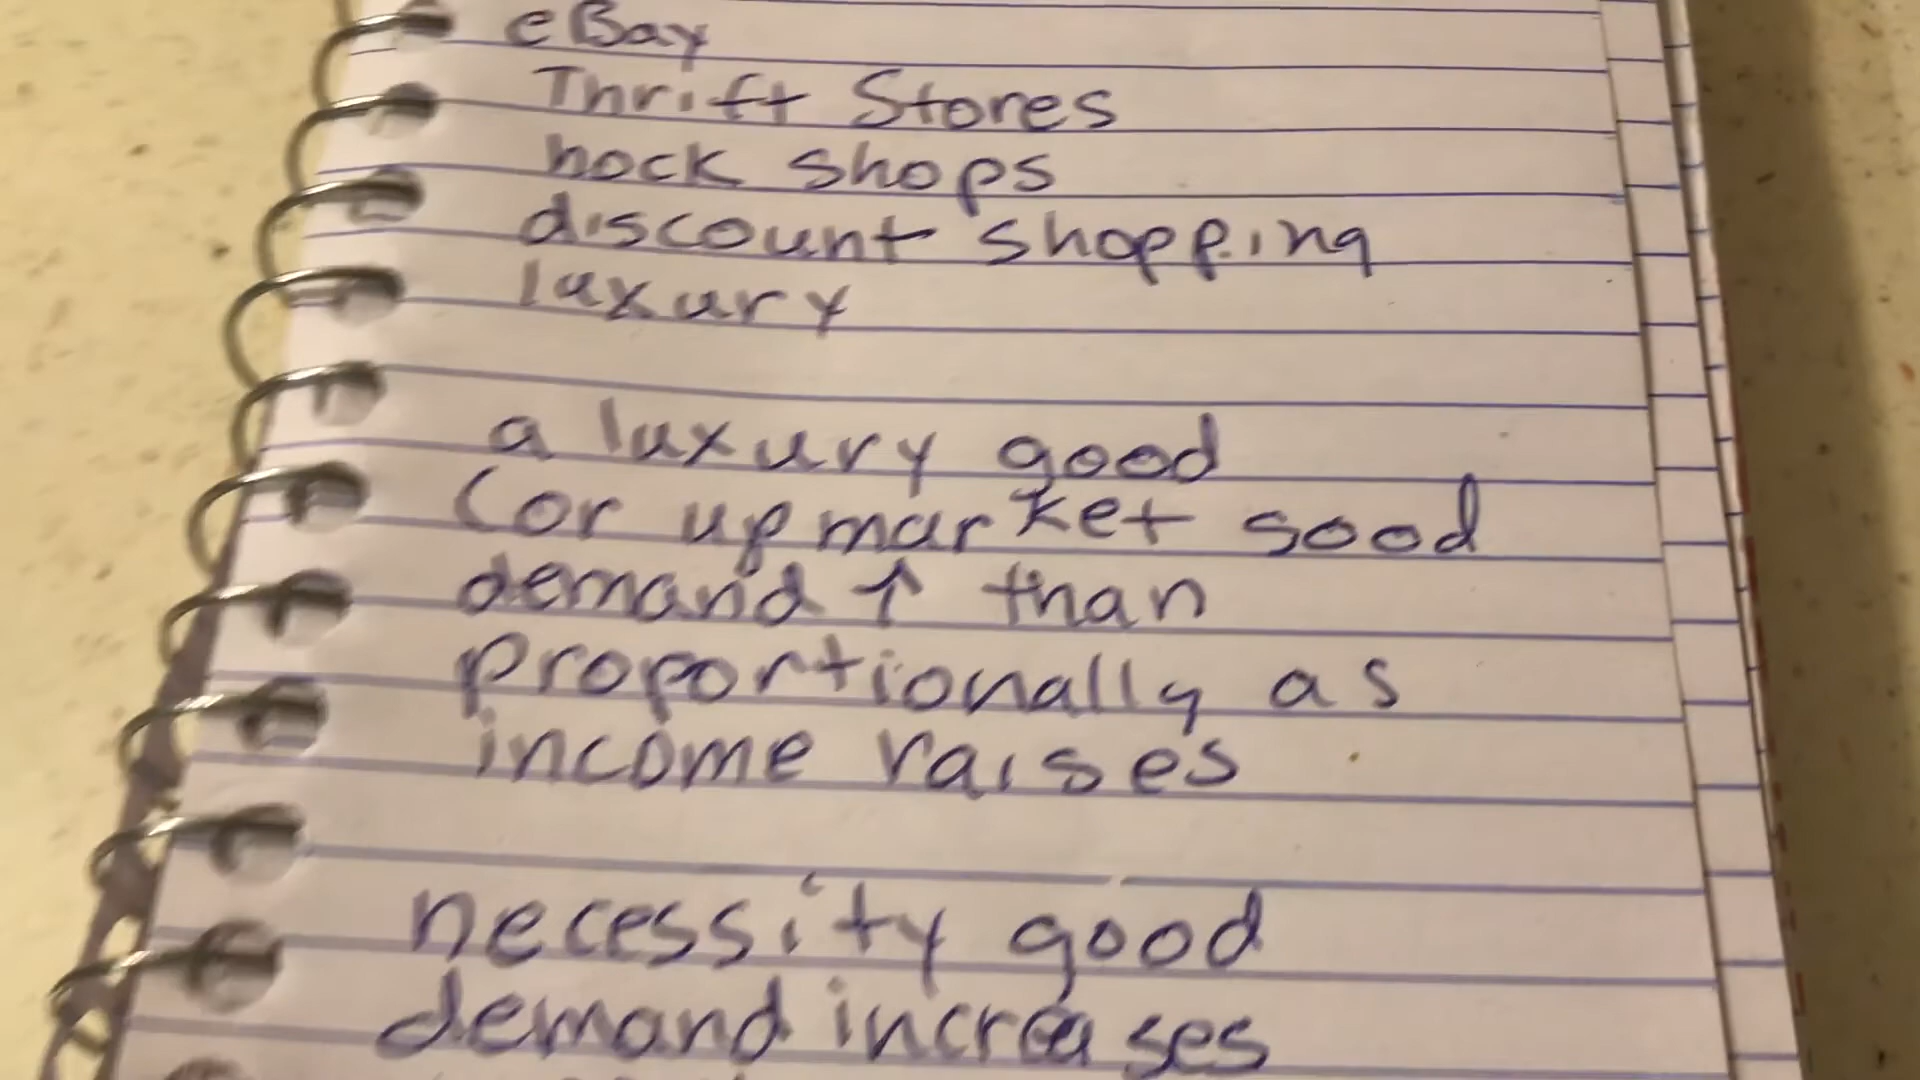 eBay
Thrift Stores
hock shops
discount shopping
luxury
a luxury good
(or upmarket good
demand ↑ than
proportionally as
income raises
necessity good
demand increases